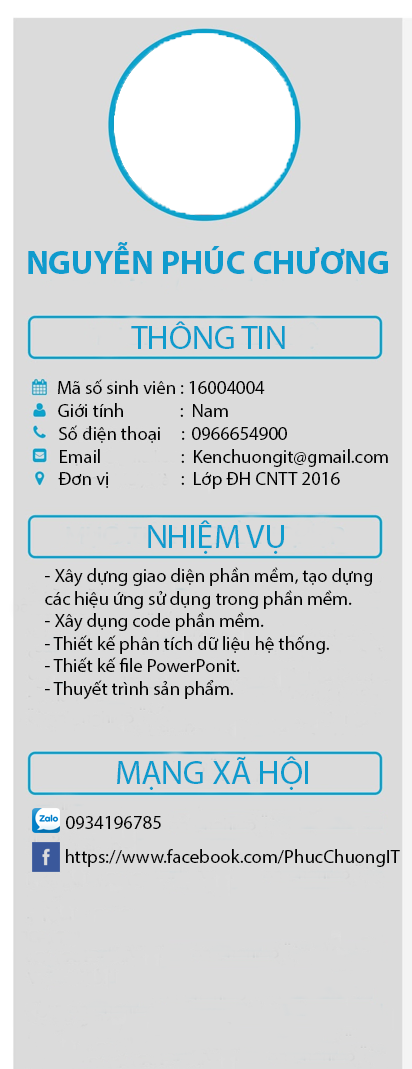 NGUYỄN PHÚC CHƯƠNG
THÔNG TIN
Mã số sinh viên : 16004004
Giới tính : Nam
Số diện thoại : 0966654900
Email : Kenchuongit@gmail.com
Đơn vị : Lớp ĐH CNTT 2016
NHIỆM VỤ
- Xây dựng giao diện phần mềm, tạo dựng
các hiệu ứng sử dụng trong phần mềm.
- Xây dụng code phần mềm.
- Thiết kế phân tích dữ liệu hệ thống.
- Thiết kế file PowerPonit.
- Thuyết trình sản phẩm.
MẠNG XÃ HỘI
Zalo 0934196785
f https://www.facebook.com/PhucChuongIT